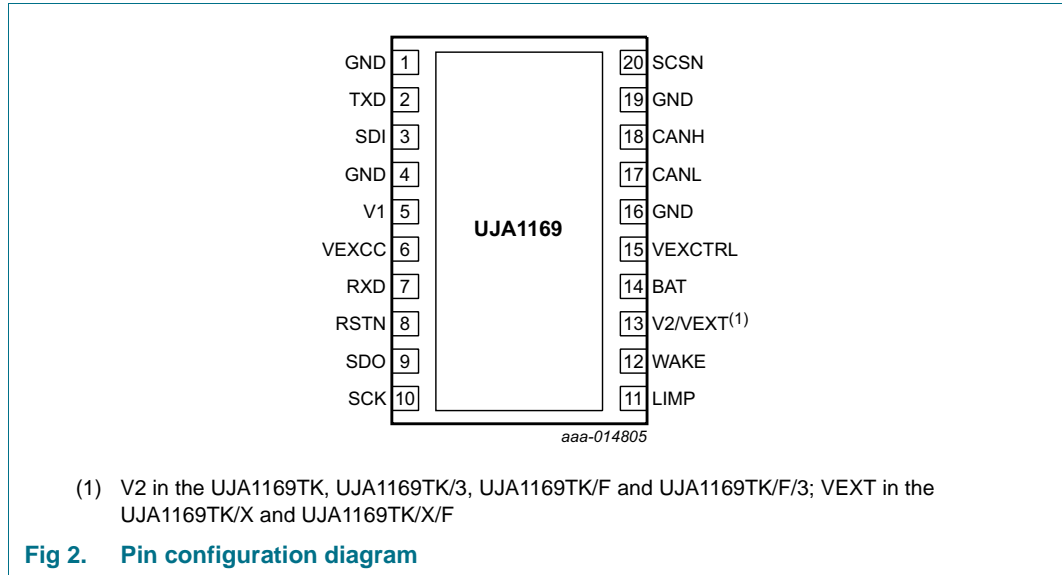 GND 1
TXD 2
SDI 3
GND 4
V1 5
VEXCC 6
RXD 7
RSTN 8
SDO 9
SCK 10
UJA1169
20 SCSN
19 GND
18 CANH
17 CANL
16 GND
15 VEXCTRL
14 BAT
13 V2/VEXT(1)
12 WAKE
11 LIMP
aaa-014805
(1) V2 in the UJA1169TK, UJA1169TK/3, UJA1169TK/F and UJA1169TK/F/3; VEXT in the
UJA1169TK/X and UJA1169TK/X/F
Fig 2. Pin configuration diagram